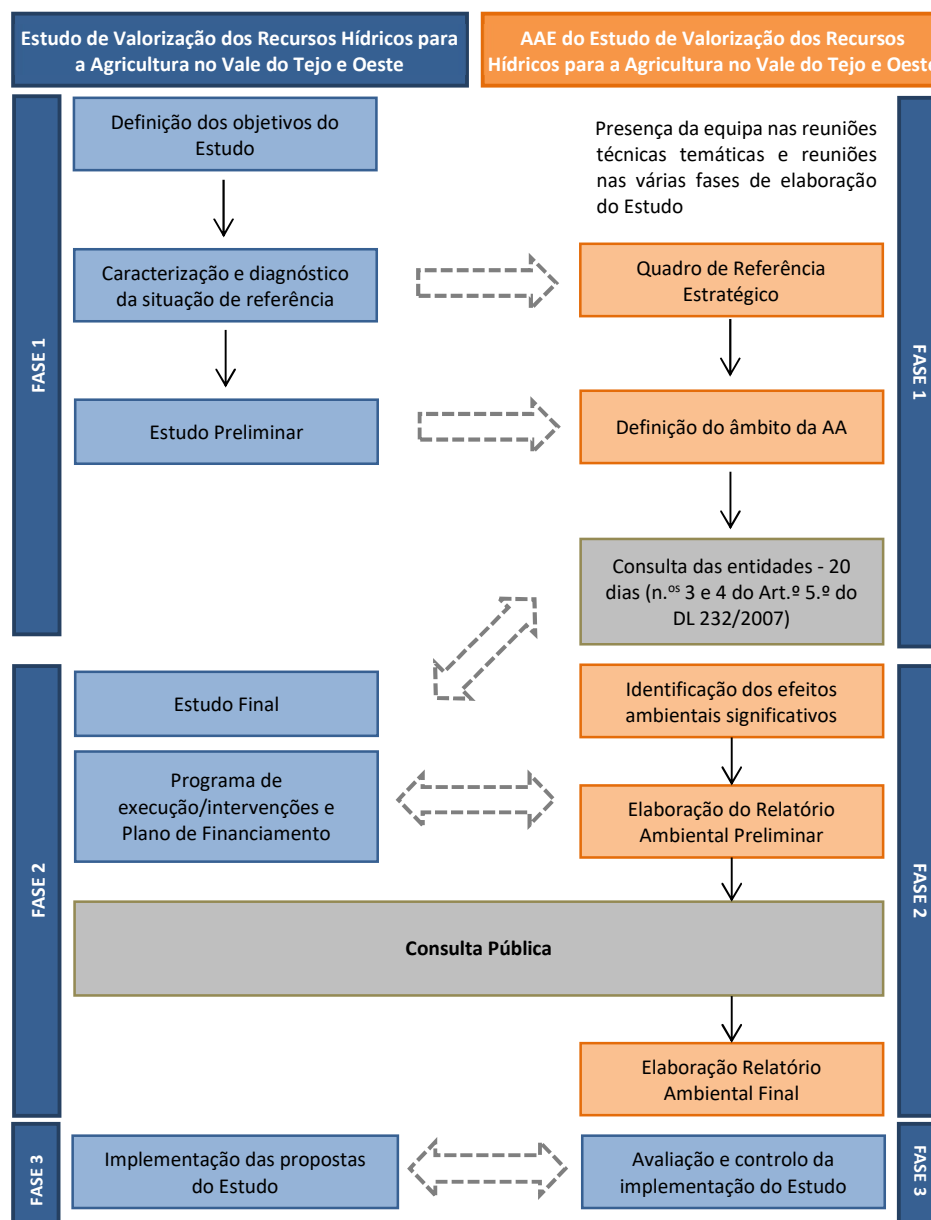 Estudo de Valorização dos Recursos Hídricos para
a Agricultura no Vale do Tejo e Oeste
AAE do Estudo de Valorização dos Recursos
Hídricos para a Agricultura no Vale do Tejo e Oeste
FASE 1
Definição dos objetivos do
Estudo
Presença da equipa nas reuniões
técnicas temáticas e reuniões
nas várias fases de elaboração
do Estudo
FASE 1
Caracterização e diagnóstico
da situação de referência
Quadro de Referência
Estratégico
Estudo Preliminar
Definição do âmbito da AA
Consulta das entidades - 20
dias (n.os 3 e 4 do Art.º 5.º do
DL 232/2007)
FASE 2
Estudo Final
Identificação dos efeitos
ambientais significativos
FASE 2
Programa de
execução/intervenções e
Plano de Financiamento
Elaboração do Relatório
Ambiental Preliminar
Consulta Pública
Elaboração Relatório
Ambiental Final
FASE 3
Implementação das propostas
do Estudo
Avaliação e controlo da
implementação do Estudo
FASE 3